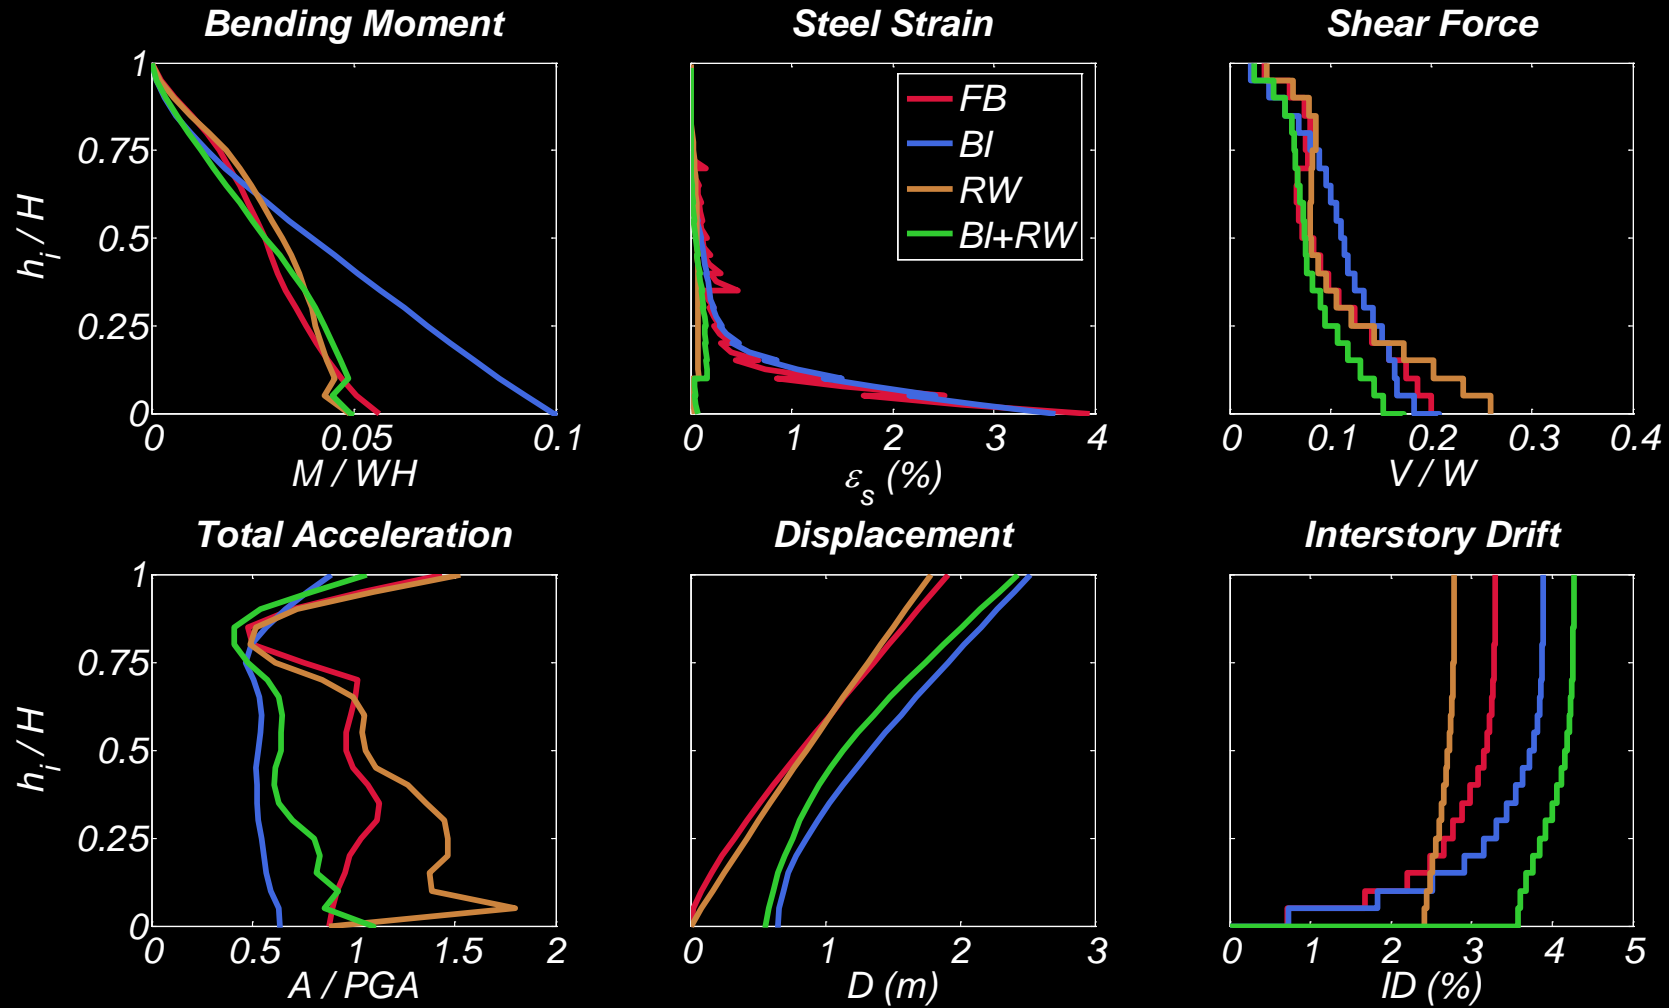 Bending Moment
Steel Strain
Shear Force
1
0.75
0.5
0.25
0
h_i / H
FB
BI
RW
BI+RW
0 0.05 0.1
M / WH
0 1 2 3 4
ε_s (%)
0 0.1 0.2 0.3 0.4
V / W
Total Acceleration
Displacement
Interstory Drift
1
0.75
0.5
0.25
0
h_i / H
0 0.5 1 1.5 2
A / PGA
0 1 2 3
D (m)
0 1 2 3 4 5
ID (%)